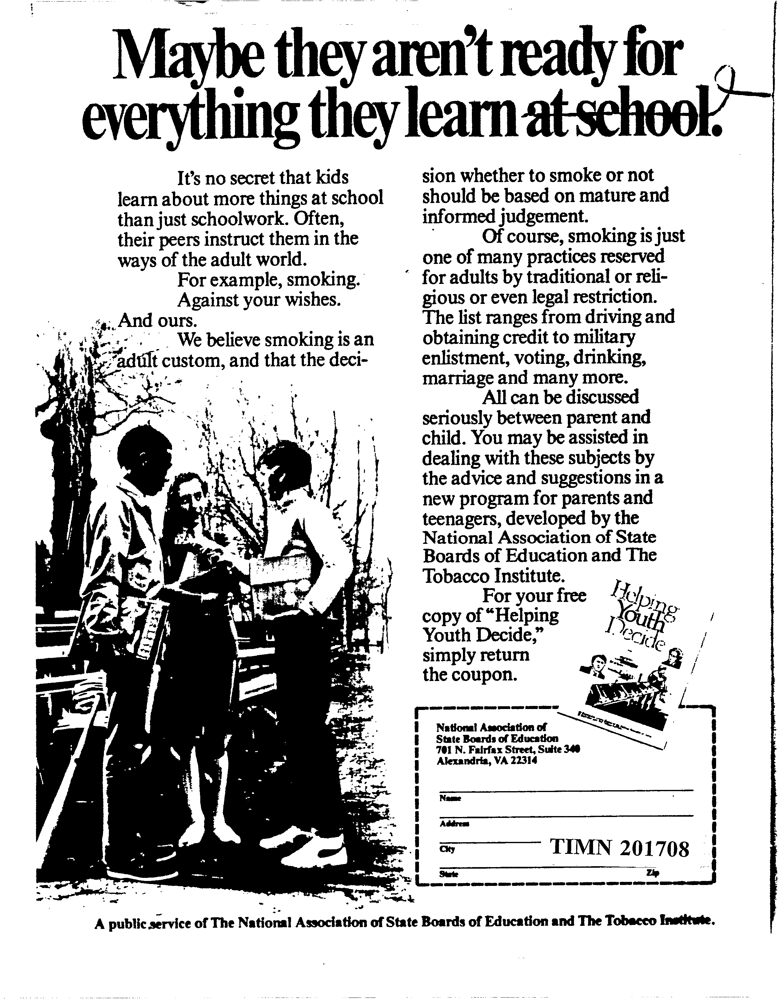 Maybe they aren't ready for
everything they learn at school.
It's no secret that kids
learn about more things at school
than just schoolwork. Often,
their peers instruct them in the
ways of the adult world.
For example, smoking.
Against your wishes.
And ours.
We believe smoking is an
adult custom, and that the deci-
sion whether to smoke or not
should be based on mature and
informed judgement.
Of course, smoking is just
one of many practices reserved
for adults by traditional or reli-
gious or even legal restriction.
The list ranges from driving and
obtaining credit to military
enlistment, voting, drinking,
marriage and many more.
All can be discussed
seriously between parent and
child. You may be assisted in
dealing with these subjects by
the advice and suggestions in a
new program for parents and
teenagers, developed by the
National Association of State
Boards of Education and The
Tobacco Institute.
For your free
copy of "Helping
Youth Decide,"
simply return
the coupon.
Helping
Youth
Decide
National Association of
State Boards of Education
701 N. Fairfax Street, Suite 340
Alexandria, VA 22314
Name
Address
City
TIMN 201708
State Zip
A public service of The National Association of State Boards of Education and The Tobacco Institute.